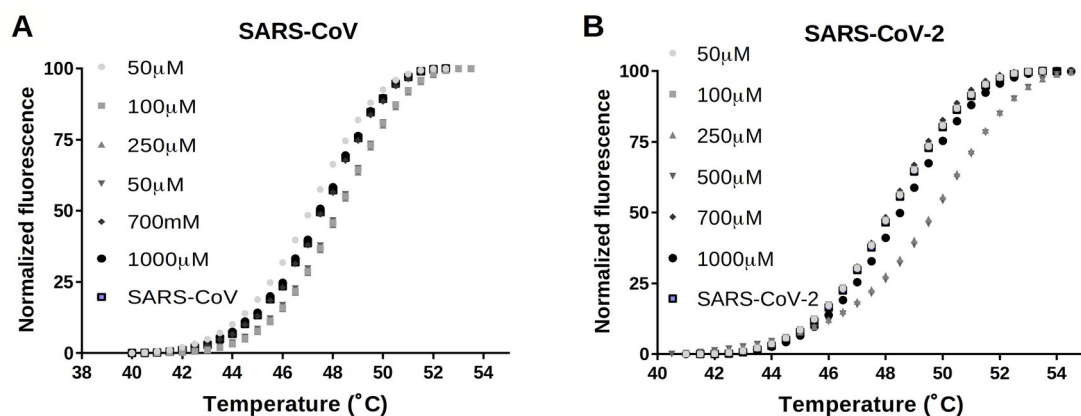 A
SARS-CoV
Normalized fluorescence
100
75
50
25
0
50μM
100μM
250μM
50μM
700mM
1000μM
SARS-CoV
38 40 42 44 46 48 50 52 54
Temperature (°C)
B
SARS-CoV-2
Normalized fluorescence
100
75
50
25
0
50μM
100μM
250μM
500μM
700μM
1000μM
SARS-CoV-2
40 42 44 46 48 50 52 54
Temperature (°C)